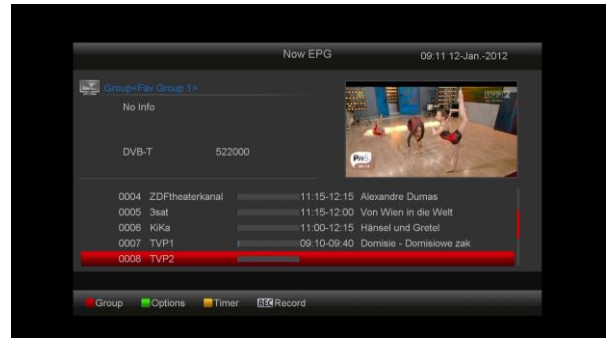 Now EPG
09:11 12-Jan.-2012
Group<Fav Group 1>
No Info
DVB-T 522000
0004 ZDFtheaterkanal 11:15-12:15 Alexandre Dumas
0005 3sat 11:15-12:00 Von Wien in die Welt
0006 KiKa 11:00-12:15 Hänsel und Gretel
0007 TVP1 09:10-09:40 Domisie - Domisiowe zak
0008 TVP2
Group Options Timer REC Record